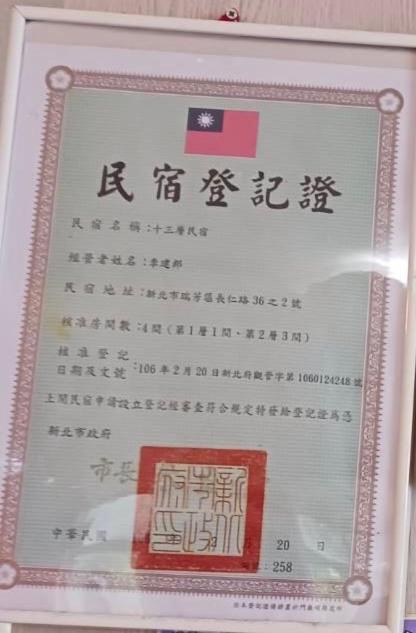 民宿登記證
民宿名稱：十三層民宿
經營者姓名：李建邦
民宿地址：新北市瑞芳區長仁路36之2號
核准房間數：4間（第1層1間、第2層3間）
核准登記
日期及文號：106年2月20日新北府觀管字第1060124248號
上開民宿申請設立登記經審查符合規定特發給登記證為憑
新北市政府
市長
新北市政府印
中華民國 20 日
258